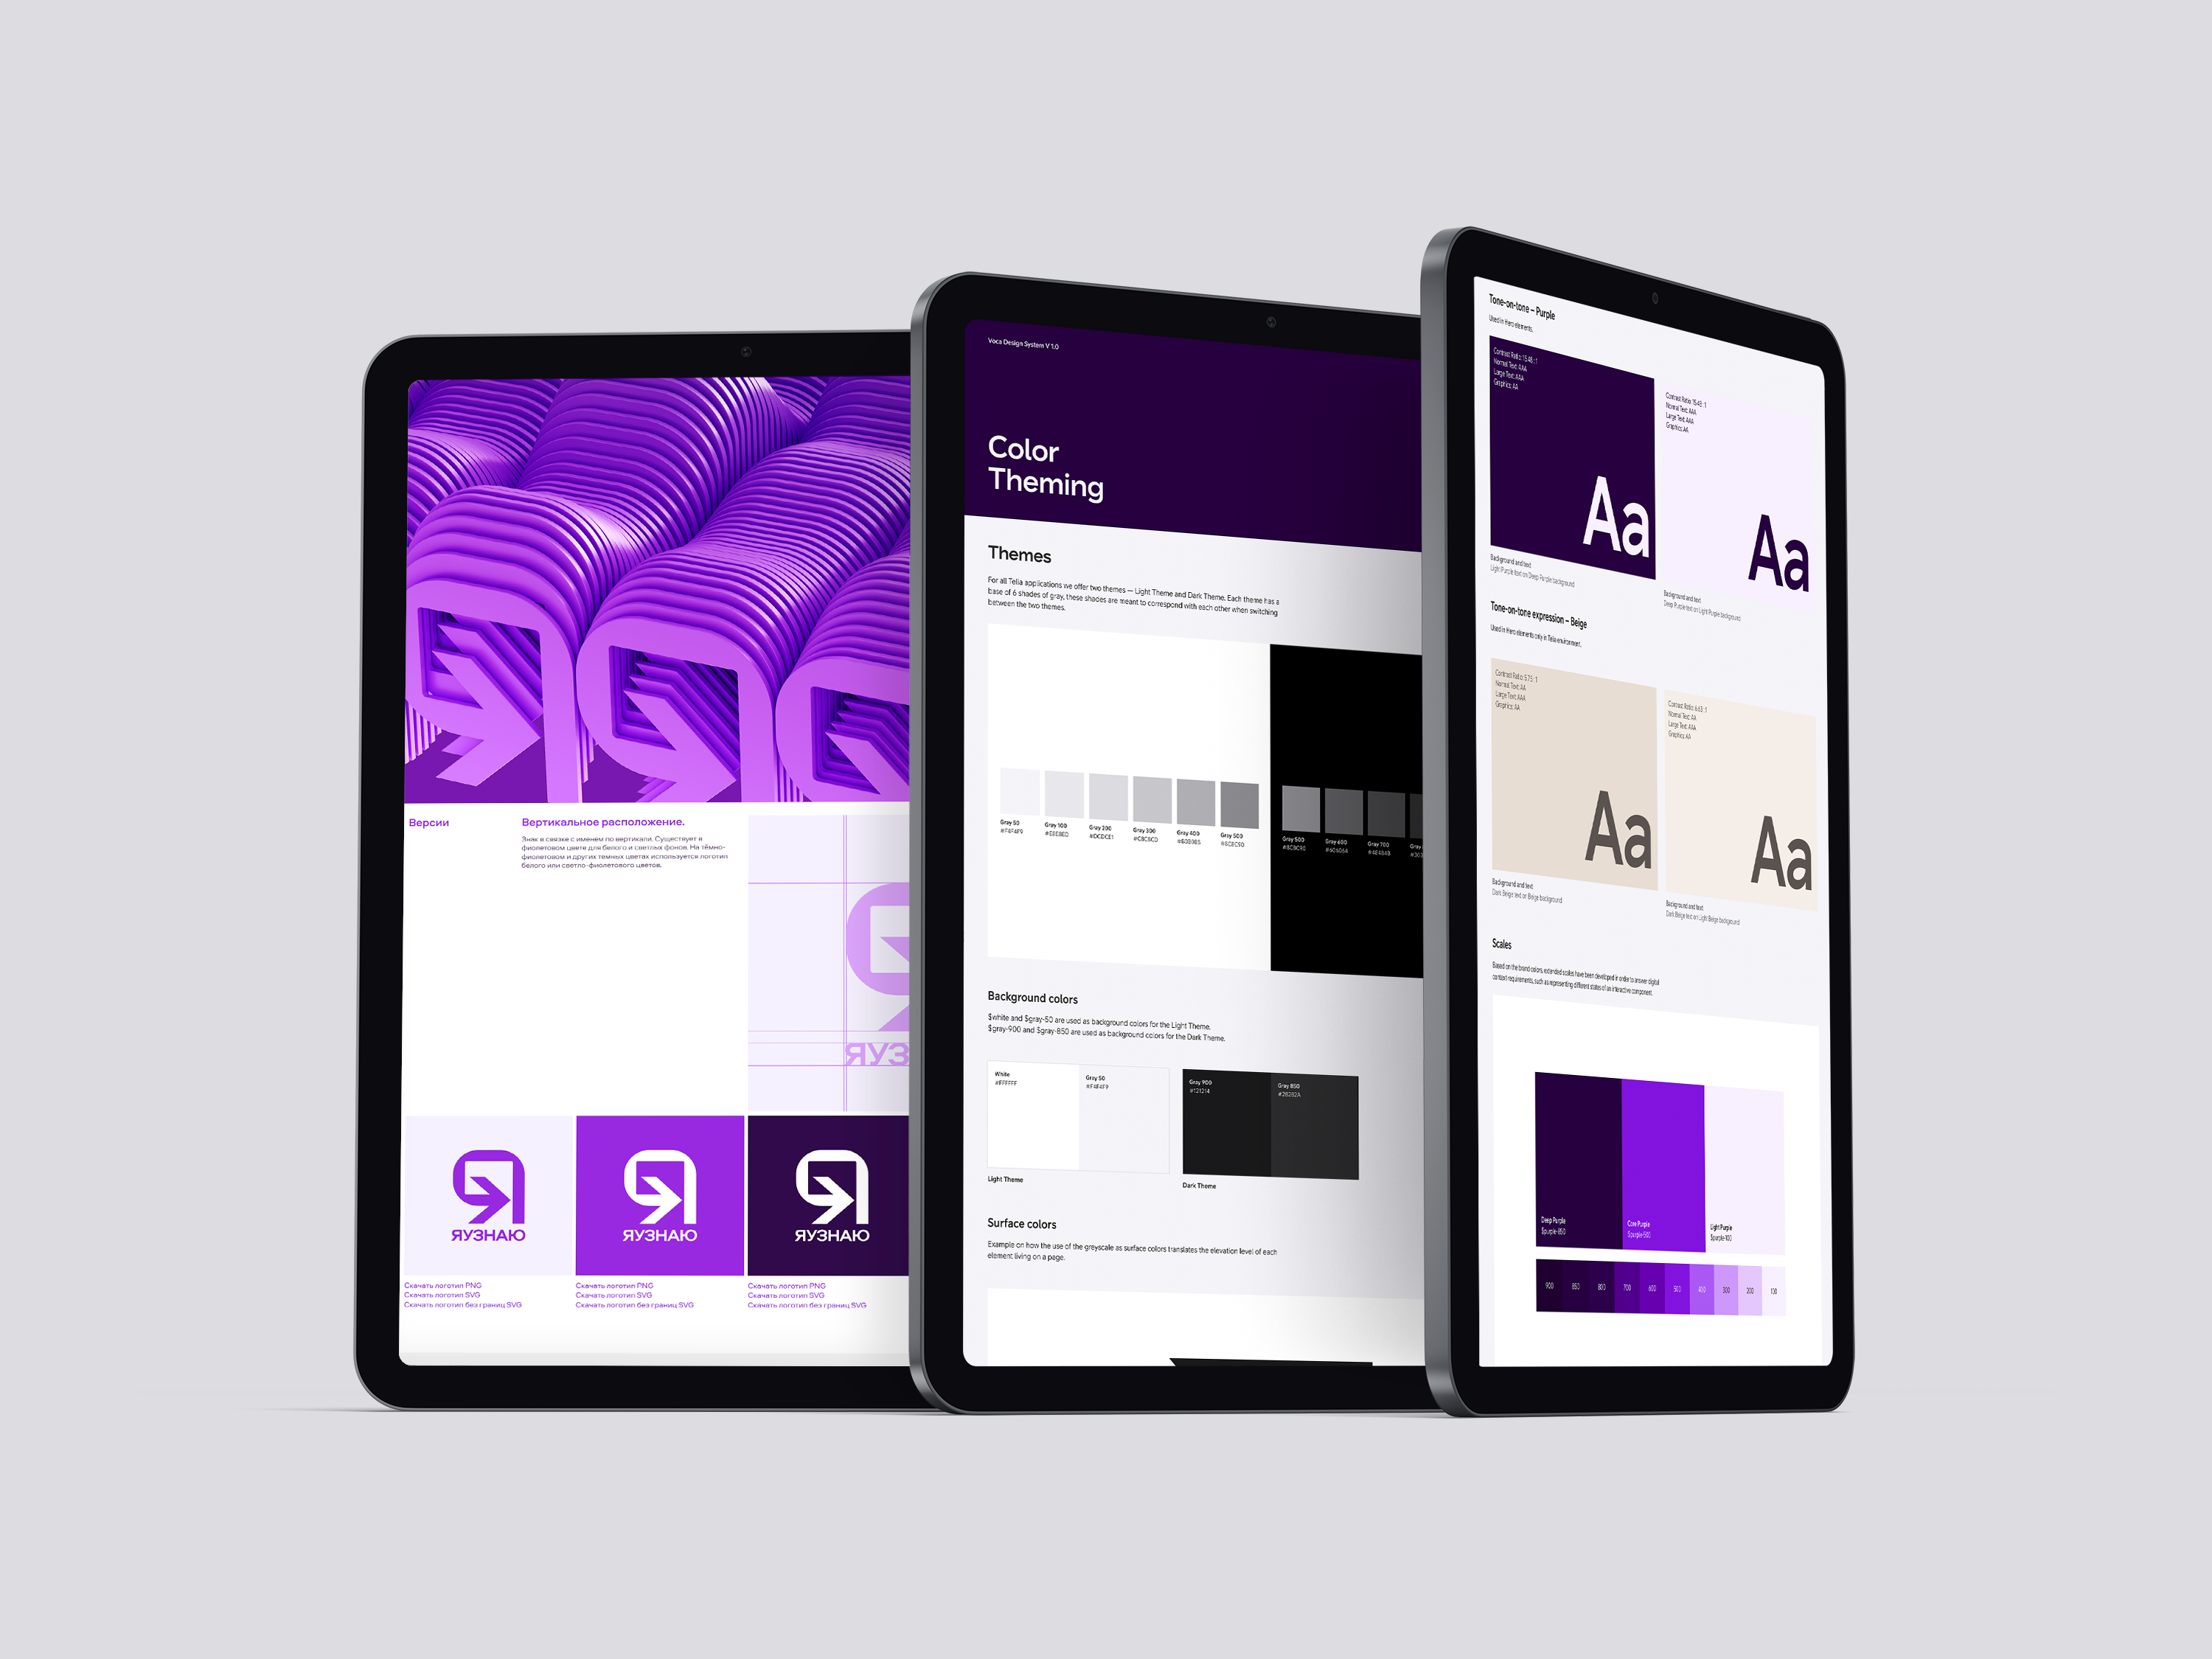 Версии
Вертикальное расположение.
Знак в связке с именем по вертикали. Существует в
фиолетовом цвете для белого и светлых фонов. На тёмно-
фиолетовом и других темных цветах используется логотип
белого или светло-фиолетового цветов.
ЯУЗ
ЯУЗНАЮ
ЯУЗНАЮ
ЯУЗНАЮ
Скачать логотип PNG
Скачать логотип SVG
Скачать логотип без границ SVG
Скачать логотип PNG
Скачать логотип SVG
Скачать логотип без границ SVG
Скачать логотип PNG
Скачать логотип SVG
Скачать логотип без границ SVG
Voca Design System V 1.0
Color
Theming
Themes
For all Telia applications we offer two themes — Light Theme and Dark Theme. Each theme has a
base of 6 shades of gray, these shades are meant to correspond with each other when switching
between the two themes.
Gray 50
#F4F4F9
Gray 100
Gray 200
Gray 300
Gray 400
Gray 500
Gray 500
Gray 600
Gray 700
Background colors
$white and $gray-50 are used as background colors for the Light Theme.
$gray-900 and $gray-850 are used as background colors for the Dark Theme.
White
#FFFFFF
Gray 50
#F4F4F9
Gray 900
#121214
Gray 850
#28282A
Light Theme
Dark Theme
Surface colors
Example on how the use of the greyscale as surface colors translates the elevation level of each
element living on a page.
Tone-on-tone – Purple
Used in Hero elements.
Contrast Ratio: 15.48 : 1
Normal Text: AAA
Large Text: AAA
Graphics: AA
Aa
Background and text
Light Purple text on Deep Purple background
Contrast Ratio: 15.48 : 1
Normal Text: AAA
Large Text: AAA
Graphics: AA
Aa
Background and text
Deep Purple text on Light Purple background
Tone-on-tone expression – Beige
Used in Hero elements only in Telia environment.
Contrast Ratio: 5.75 : 1
Normal Text: AA
Large Text: AAA
Graphics: AA
Aa
Background and text
Dark Beige text on Beige background
Contrast Ratio: 6.63 : 1
Normal Text: AA
Large Text: AAA
Graphics: AA
Aa
Background and text
Dark Beige text on Light Beige background
Scales
Based on the brand colors, extended scales have been developed in order to answer digital
context requirements, such as representing different states of an interactive component.
Deep Purple
$purple-850
Core Purple
$purple-500
Light Purple
$purple-100
900 850 800 700 600 500 400 300 200 100